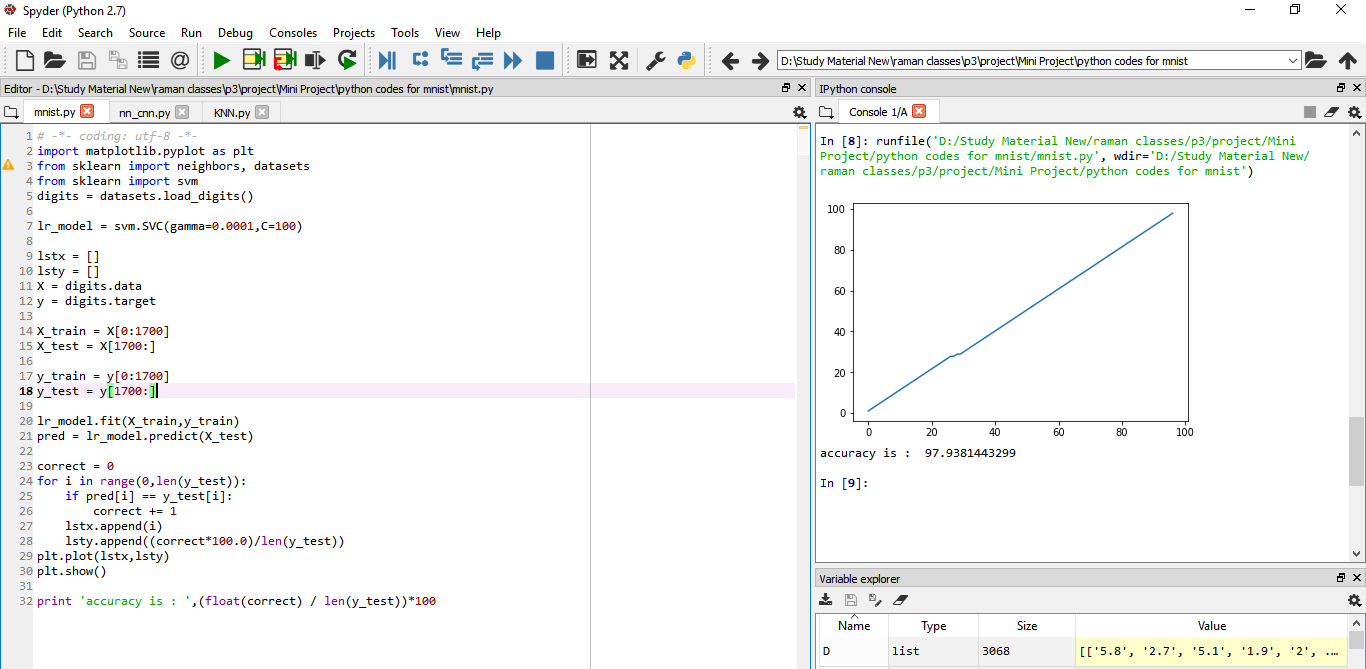 Spyder (Python 2.7)
File Edit Search Source Run Debug Consoles Projects Tools View Help
D:\Study Material New\raman classes\p3\project\Mini Project\python codes for mnist
Editor - D:\Study Material New\raman classes\p3\project\Mini Project\python codes for mnist\mnist.py
mnist.py nn_cnn.py KNN.py
1 # -*- coding: utf-8 -*-
2 import matplotlib.pyplot as plt
3 from sklearn import neighbors, datasets
4 from sklearn import svm
5 digits = datasets.load_digits()
6
7 lr_model = svm.SVC(gamma=0.0001,C=100)
8
9 lstx = []
10 lsty = []
11 X = digits.data
12 y = digits.target
13
14 X_train = X[0:1700]
15 X_test = X[1700:]
16
17 y_train = y[0:1700]
18 y_test = y[1700:]
19
20 lr_model.fit(X_train,y_train)
21 pred = lr_model.predict(X_test)
22
23 correct = 0
24 for i in range(0,len(y_test)):
25     if pred[i] == y_test[i]:
26         correct += 1
27     lstx.append(i)
28     lsty.append((correct*100.0)/len(y_test))
29 plt.plot(lstx,lsty)
30 plt.show()
31
32 print 'accuracy is : ',(float(correct) / len(y_test))*100
IPython console
Console 1/A
In [8]: runfile('D:/Study Material New/raman classes/p3/project/Mini
Project/python codes for mnist/mnist.py', wdir='D:/Study Material New/
raman classes/p3/project/Mini Project/python codes for mnist')
100
80
60
40
20
0
0 20 40 60 80 100
accuracy is :  97.9381443299
In [9]:
Variable explorer
Name Type Size Value
D list 3068 [['5.8', '2.7', '5.1', '1.9', '2', ...